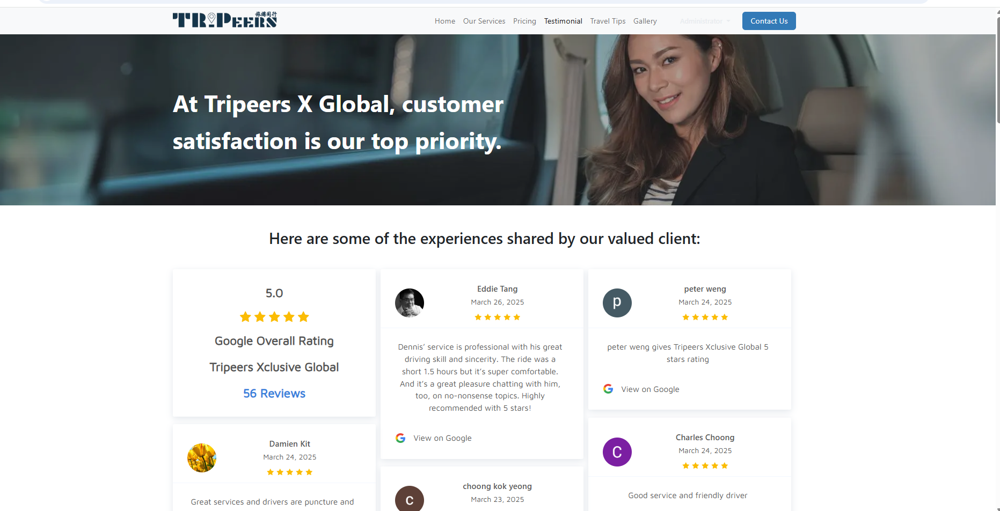 TRIPEERS
旅游同行
Home
Our Services
Pricing
Testimonial
Travel Tips
Gallery
Administrator
Contact Us
At Tripeers X Global, customer
satisfaction is our top priority.
Here are some of the experiences shared by our valued client:
5.0
Google Overall Rating
Tripeers Xclusive Global
56 Reviews
Eddie Tang
March 26, 2025
Dennis’ service is professional with his great
driving skill and sincerity. The ride was a
short 1.5 hours but it’s super comfortable.
And it’s a great pleasure chatting with him,
too, on no-nonsense topics. Highly
recommended with 5 stars!
View on Google
p
peter weng
March 24, 2025
peter weng gives Tripeers Xclusive Global 5
stars rating
View on Google
Damien Kit
March 24, 2025
Great services and drivers are puncture and
c
choong kok yeong
March 23, 2025
C
Charles Choong
March 24, 2025
Good service and friendly driver